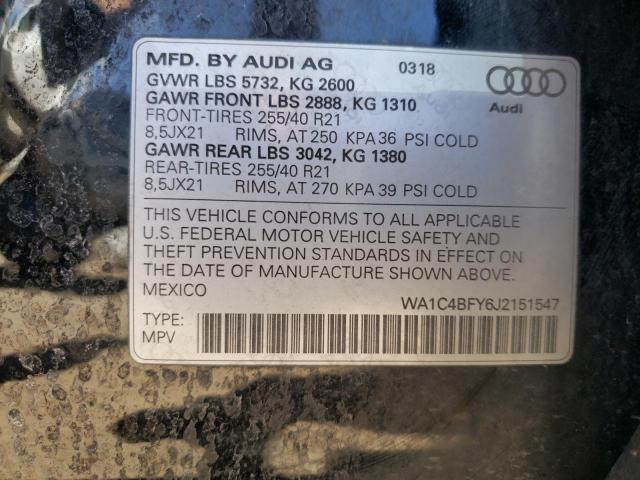 MFD. BY AUDI AG 0318
GVWR LBS 5732, KG 2600
GAWR FRONT LBS 2888, KG 1310
Audi
FRONT-TIRES 255/40 R21
8,5JX21 RIMS, AT 250 KPA 36 PSI COLD
GAWR REAR LBS 3042, KG 1380
REAR-TIRES 255/40 R21
8,5JX21 RIMS, AT 270 KPA 39 PSI COLD
THIS VEHICLE CONFORMS TO ALL APPLICABLE
U.S. FEDERAL MOTOR VEHICLE SAFETY AND
THEFT PREVENTION STANDARDS IN EFFECT ON
THE DATE OF MANUFACTURE SHOWN ABOVE.
MEXICO WA1C4BFY6J2151547
TYPE:
MPV